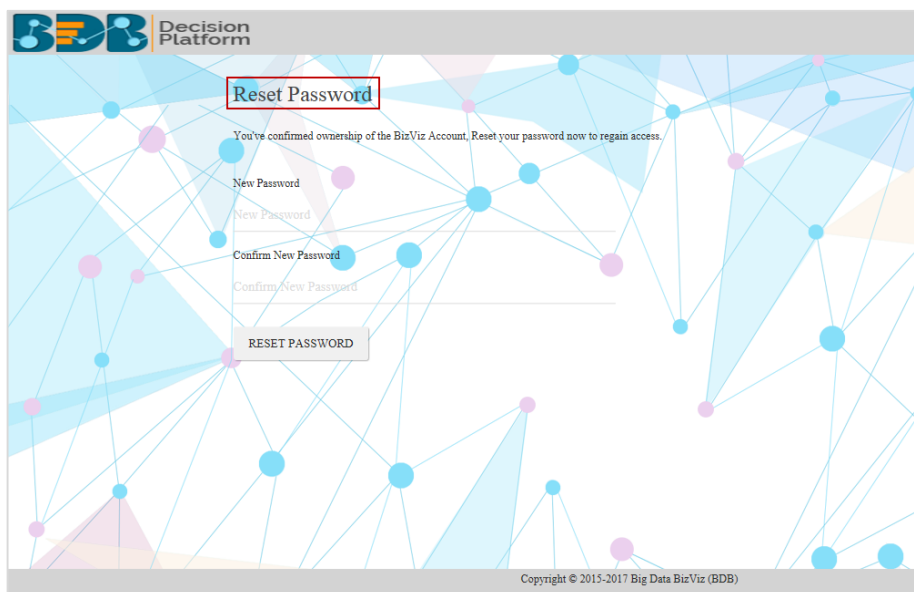 BDB
Decision
Platform
Reset Password
You've confirmed ownership of the BizViz Account, Reset your password now to regain access.
New Password
New Password
Confirm New Password
Confirm New Password
RESET PASSWORD
Copyright © 2015-2017 Big Data BizViz (BDB)